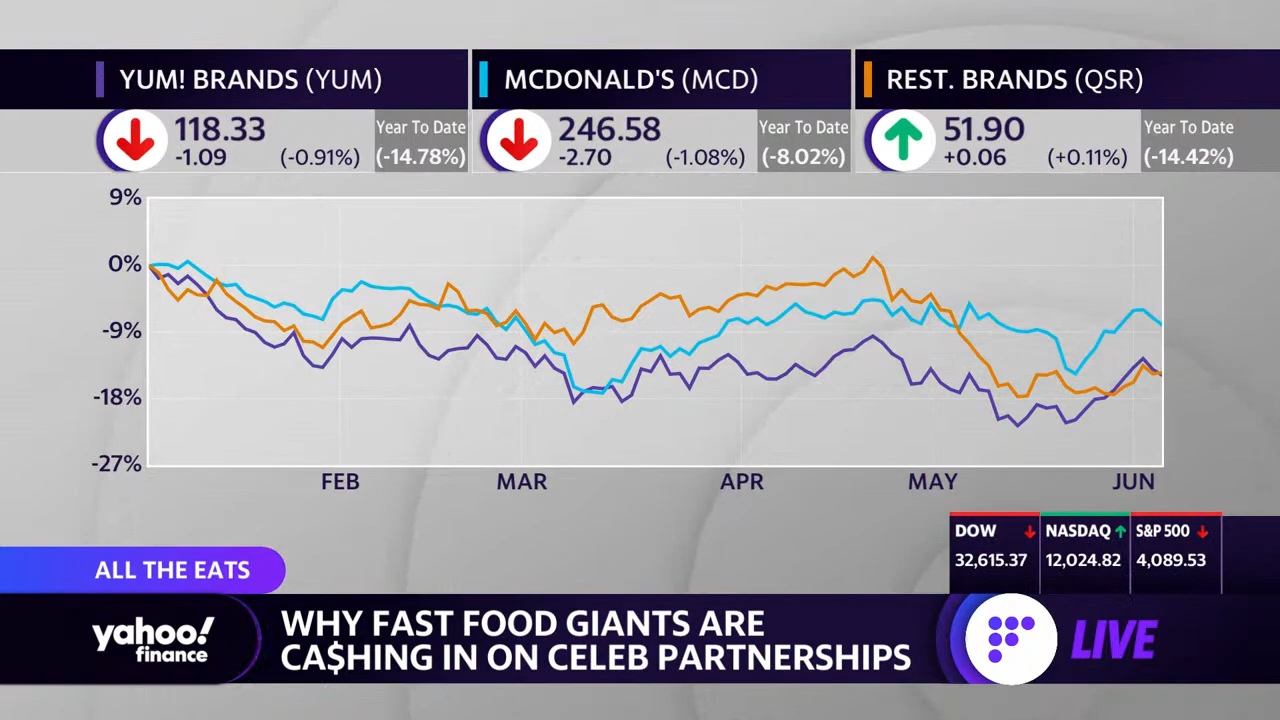 YUM! BRANDS (YUM)
118.33
-1.09 (-0.91%)
Year To Date
(-14.78%)
MCDONALD'S (MCD)
246.58
-2.70 (-1.08%)
Year To Date
(-8.02%)
REST. BRANDS (QSR)
51.90
+0.06 (+0.11%)
Year To Date
(-14.42%)
9%
0%
-9%
-18%
-27%
FEB MAR APR MAY JUN
DOW
32,615.37
NASDAQ
12,024.82
S&P 500
4,089.53
ALL THE EATS
yahoo!
finance
WHY FAST FOOD GIANTS ARE
CA$HING IN ON CELEB PARTNERSHIPS
LIVE